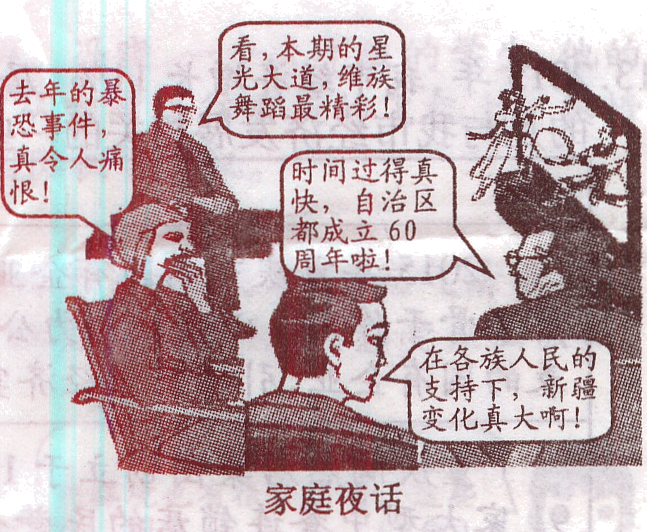 看，本期的星
光大道，维族
舞蹈最精彩！
去年的暴，
恐事件，
真令人痛
恨！
时间过得真
快，自治区
都成立60
周年啦！
在各族人民的
支持下，新疆
变化真大啊！
家庭夜话